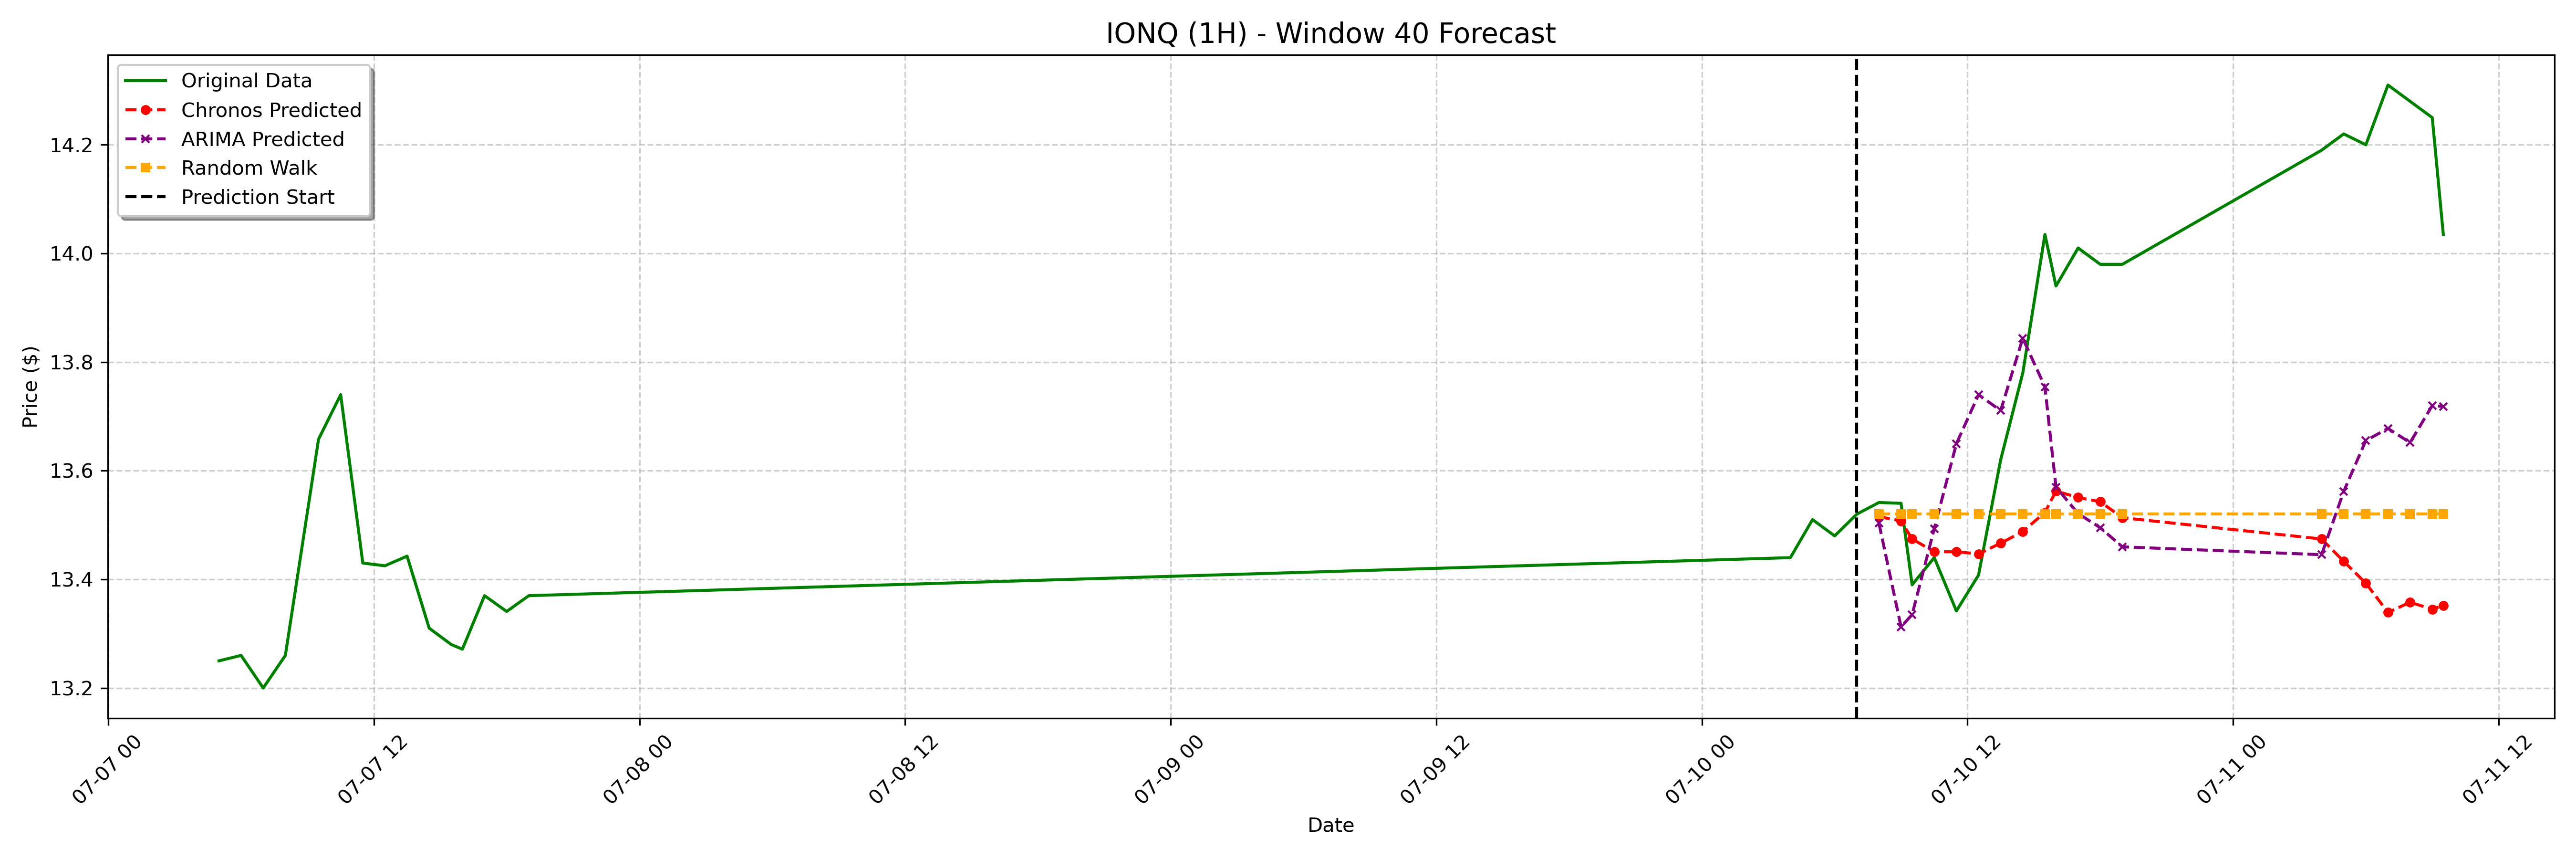 IONQ (1H) - Window 40 Forecast
Original Data
Chronos Predicted
ARIMA Predicted
Random Walk
Prediction Start
Price ($)
14.2
14.0
13.8
13.6
13.4
13.2
07-07 00
07-07 12
07-08 00
07-08 12
07-09 00
07-09 12
07-10 00
07-10 12
07-11 00
07-11 12
Date